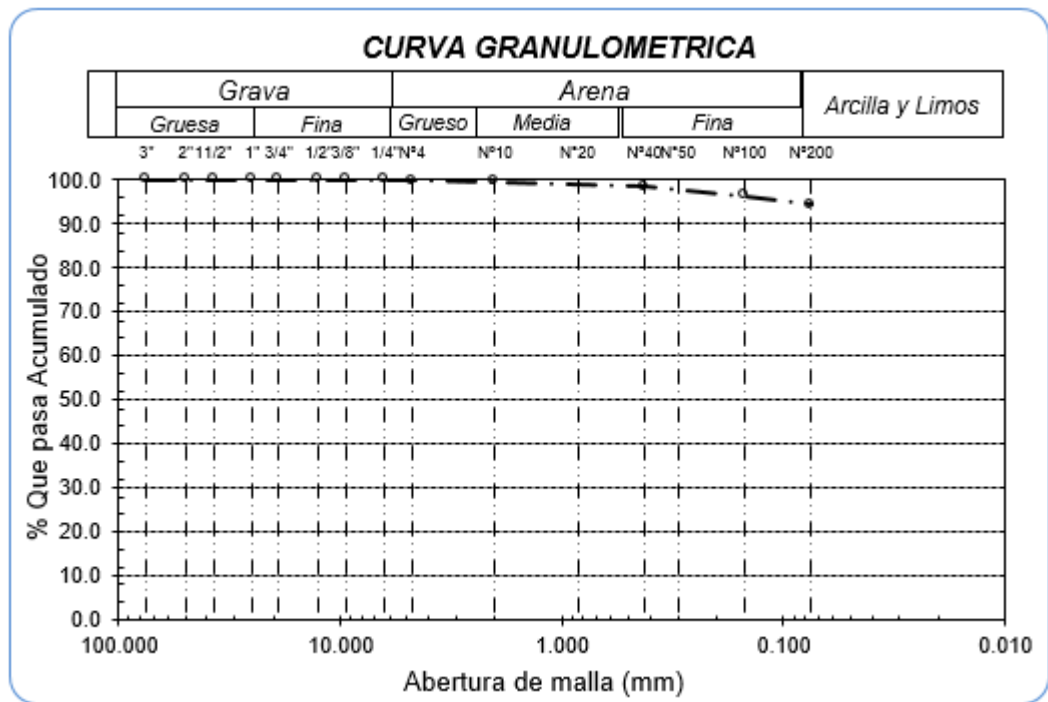 CURVA GRANULOMETRICA
Grava Arena Arcilla y Limos
Gruesa Fina Grueso Media Fina
3" 2" 11/2" 1" 3/4" 1/2" 3/8" 1/4" Nº4 Nº10 N°20 Nº40 N°50 Nº100 Nº200
% Que pasa Acumulado
100.0
90.0
80.0
70.0
60.0
50.0
40.0
30.0
20.0
10.0
0.0
100.000 10.000 1.000 0.100 0.010
Abertura de malla (mm)